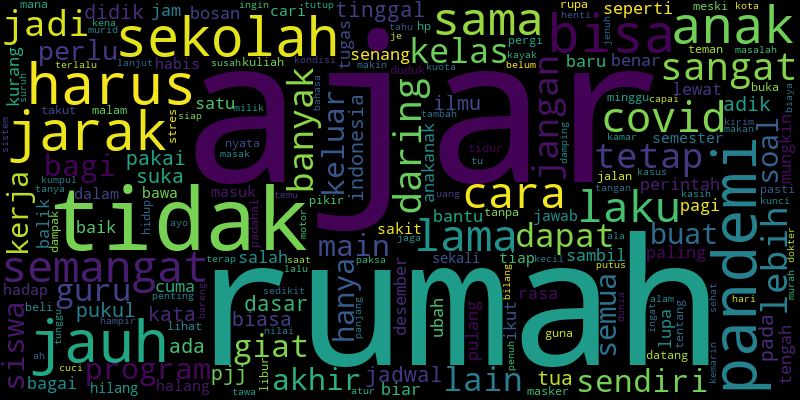 mana
didik
jam
bosan
ingin
cari
tutup
tinggal
hp
tahu
je
sama
pergi
kayak
belum
rupa
henti
seperti
jenuh
meski
kota
teman
masalah
anak
jadi
kena
murid
perlu
terlalu
lanjut
habis
sekolah
susah
kuliah
kondisi
tugas
senang
makin
kelas
bisa
baru
benar
sangat
kurang
harus
suruh
takut
malam
satu
siap
milik
stres
banyak
bahasa
ajar
duduk
kuota
daring
tambah
ilmu
jangan
minggu
capai
lewat
buka
covid
adik
biaya
sistem
jarak
nyata
masak
keluar
indonesia
anakanak
tidur
tu
damping
tetap
kirim
makan
semester
soal
mungkin
pakai
suka
bagi
kumpul
tanya
dalam
bawa
masuk
temu
pikir
uang
cara
tanpa
jawab
jalan
kamus
tangan
perintah
kasih
pasti
kunci
pagi
kerja
balik
dampak
tidak
baik
hidup
ayo
padahal
motor
sakit
jaga
bantu
laku
pandemi
lebih
semangat
salah
saat
main
lama
dapat
buat
hadap
guru
cuma
terap
lalu
hanya
paksa
sekali
tiap
sambil
ala
paling
dokter
beli
penting
bareng
sedikit
panjang
desember
rumah
bilang
kecil
putus
semua
dunia
alam
ingat
sehat
hari
murah
siswa
pukul
kata
dasar
biasa
nilai
ubah
pulang
rasa
ikut
penuh
guna
lupa
tentang
pada
tengah
tunggu
hampir
lihat
jauh
ada
giat
datang
kemarin
ah
cuci
program
pjj
libur
akhir
jadwal
lain
tua
sendiri
bagai
hilang
halang
tawa
atur
biar
masker